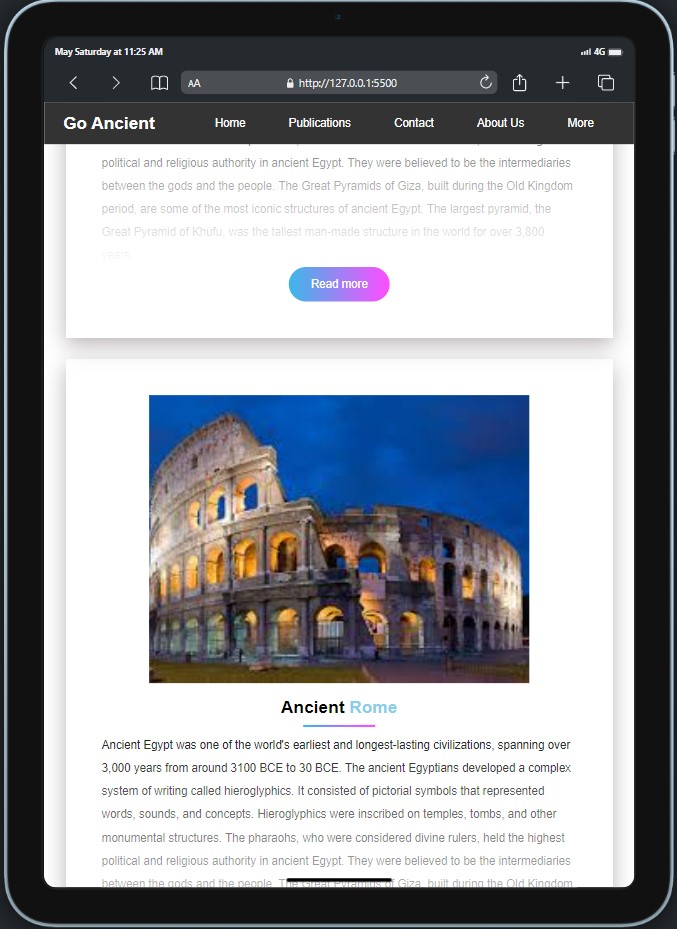 May Saturday at 11:25 AM
4G
AA
http://127.0.0.1:5500
Go Ancient
Home
Publications
Contact
About Us
More
political and religious authority in ancient Egypt. They were believed to be the intermediaries
between the gods and the people. The Great Pyramids of Giza, built during the Old Kingdom
period, are some of the most iconic structures of ancient Egypt. The largest pyramid, the
Great Pyramid of Khufu, was the tallest man-made structure in the world for over 3,800
years.
Read more
Ancient Rome
Ancient Egypt was one of the world's earliest and longest-lasting civilizations, spanning over
3,000 years from around 3100 BCE to 30 BCE. The ancient Egyptians developed a complex
system of writing called hieroglyphics. It consisted of pictorial symbols that represented
words, sounds, and concepts. Hieroglyphics were inscribed on temples, tombs, and other
monumental structures. The pharaohs, who were considered divine rulers, held the highest
political and religious authority in ancient Egypt. They were believed to be the intermediaries
between the gods and the people. The Great Pyramids of Giza, built during the Old Kingdom